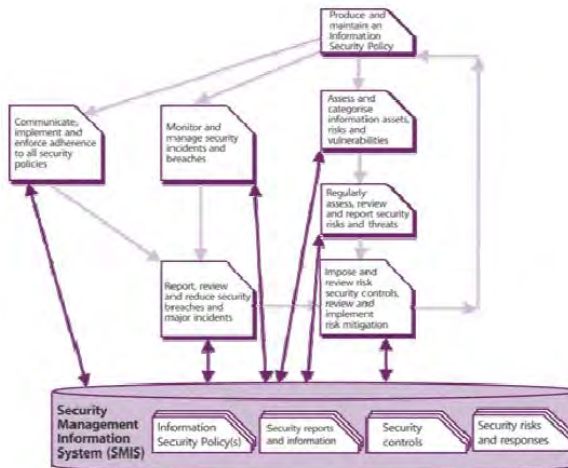 Produce and
maintain an
Information
Security Policy
Communicate,
implement and
enforce adherence
to all security
policies
Monitor and
manage security
incidents and
breaches
Assess and
categorise
information assets,
risks and
vulnerabilities
Regularly
assess, review
and report security
risks and threats
Report, review
and reduce security
breaches and
major incidents
Impose and
review risk
security controls,
review and
implement
risk mitigation
Security
Management
Information
System (SMIS)
Information
Security Policy(s)
Security reports
and information
Security
controls
Security risks
and responses